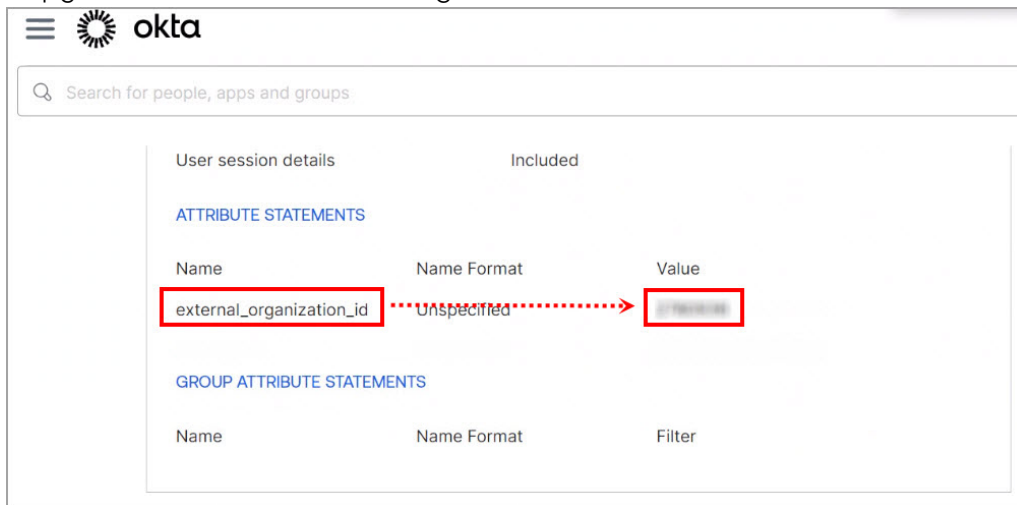 okta
Search for people, apps and groups
User session details Included
ATTRIBUTE STATEMENTS
Name Name Format Value
external_organization_id Unspecified
GROUP ATTRIBUTE STATEMENTS
Name Name Format Filter